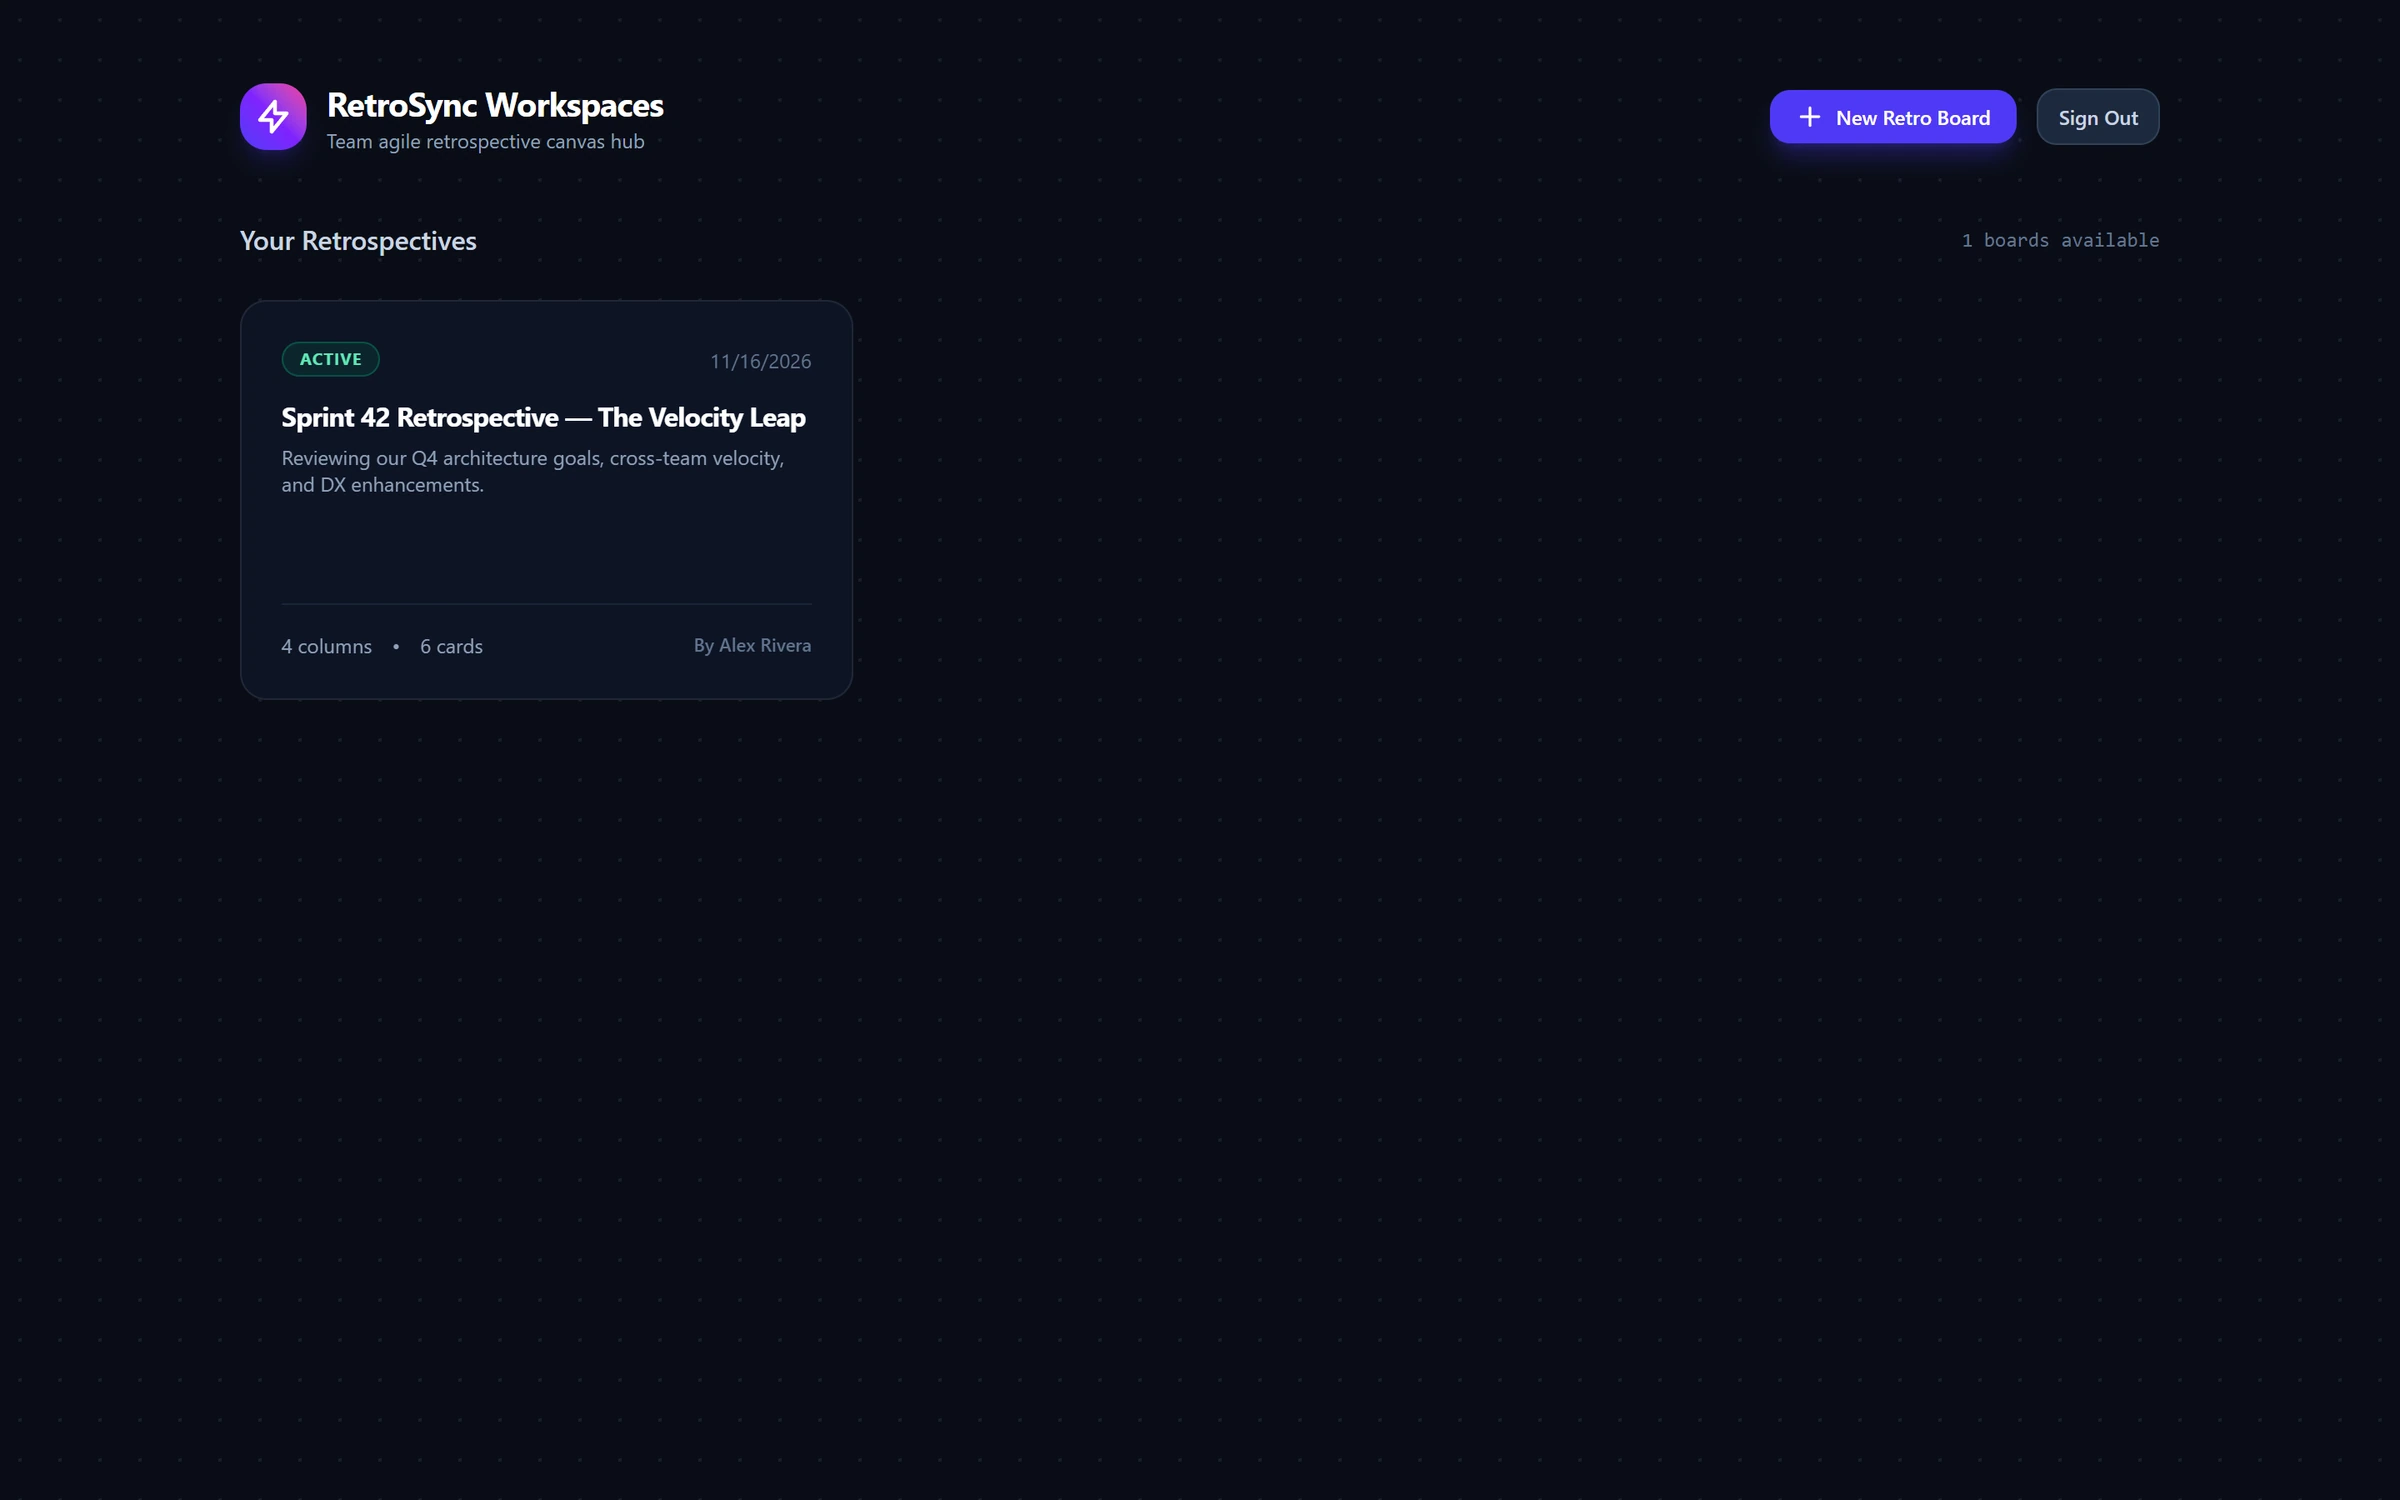 RetroSync Workspaces
Team agile retrospective canvas hub
New Retro Board
Sign Out
Your Retrospectives
1 boards available
ACTIVE
11/16/2026
Sprint 42 Retrospective — The Velocity Leap
Reviewing our Q4 architecture goals, cross-team velocity,
and DX enhancements.
4 columns • 6 cards
By Alex Rivera